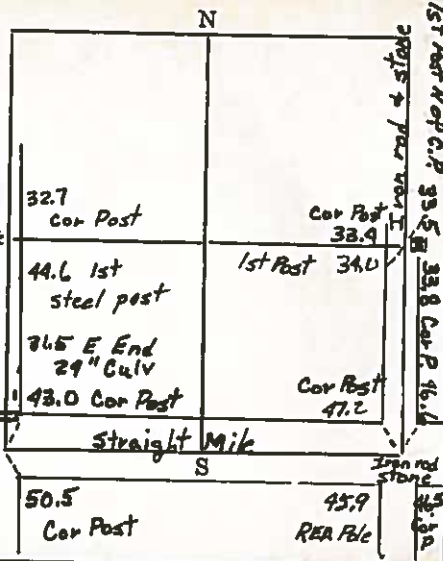 N
1st Post N of C.P. 33.5 33.8 Cor P. 46.6
Iron rod & stone
32.7
Cor Post
Cor Post
33.4
44.6 1st
steel post
1st Post 34.0
31.5 E End
24" Culv
43.0 Cor Post
Cor Post
47.2
Straight Mile
S
Iron rod
stone
50.5
Cor Post
45.9
REA Pole
Cor
P